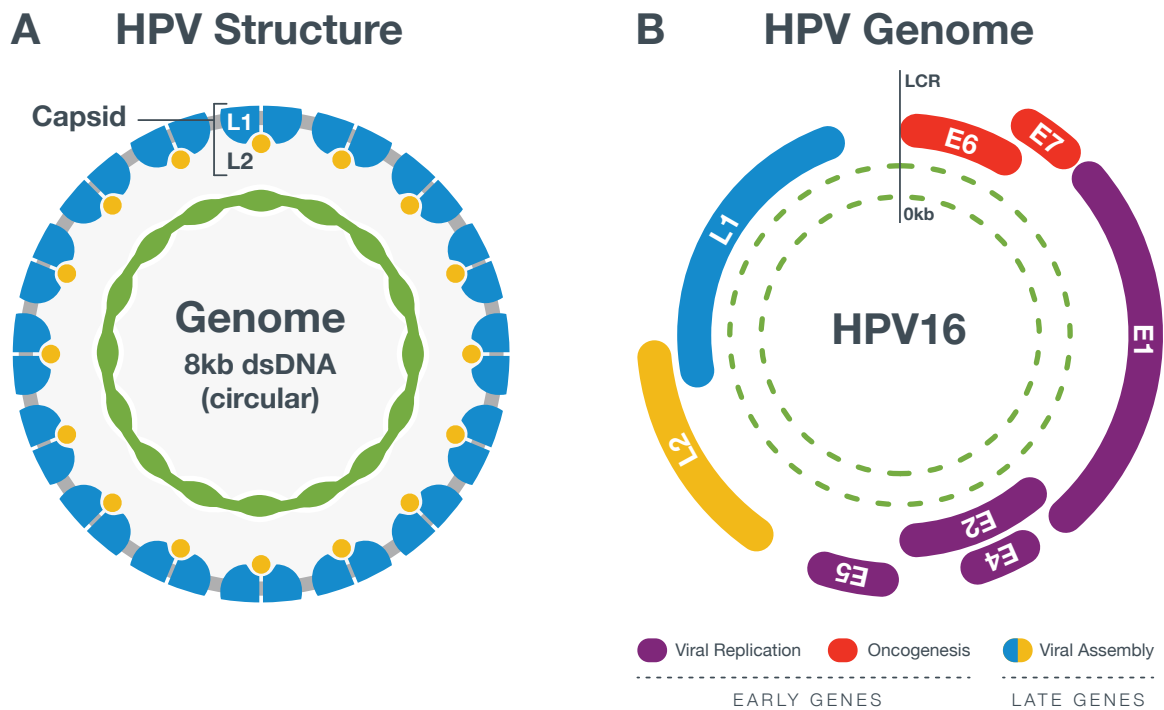 A HPV Structure
Capsid
L1
L2
Genome
8kb dsDNA
(circular)
B HPV Genome
LCR
E6
E7
0kb
L1
E1
HPV16
L2
E2
E4
E5
Viral Replication Oncogenesis Viral Assembly
EARLY GENES LATE GENES